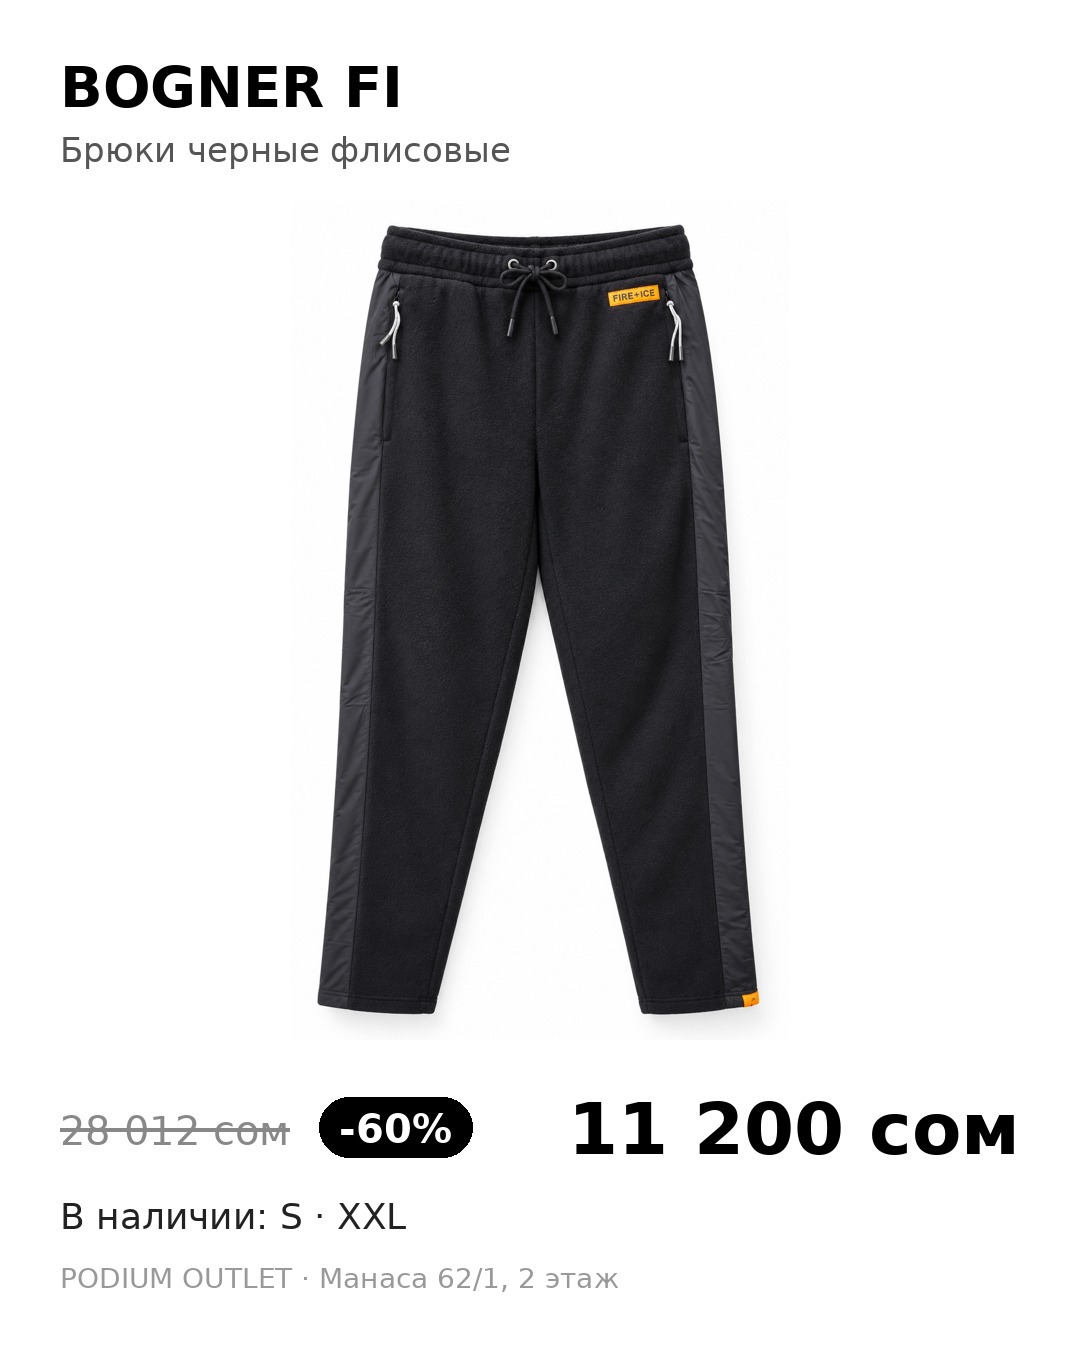 BOGNER FI
Брюки черные флисовые
FIRE+ICE
28 012 сом
-60%
11 200 сом
В наличии: S · XXL
PODIUM OUTLET · Манаса 62/1, 2 этаж